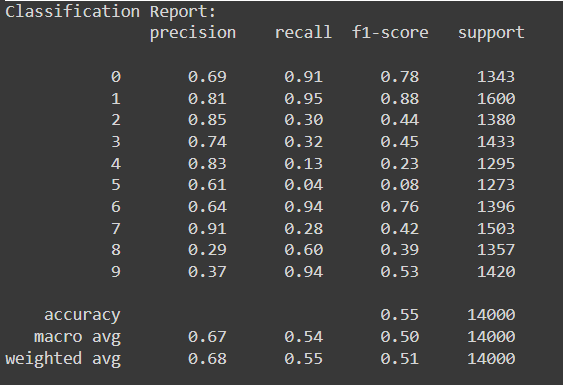 Classification Report:
              precision    recall  f1-score   support

           0       0.69      0.91      0.78      1343
           1       0.81      0.95      0.88      1600
           2       0.85      0.30      0.44      1380
           3       0.74      0.32      0.45      1433
           4       0.83      0.13      0.23      1295
           5       0.61      0.04      0.08      1273
           6       0.64      0.94      0.76      1396
           7       0.91      0.28      0.42      1503
           8       0.29      0.60      0.39      1357
           9       0.37      0.94      0.53      1420

    accuracy                           0.55     14000
   macro avg       0.67      0.54      0.50     14000
weighted avg       0.68      0.55      0.51     14000